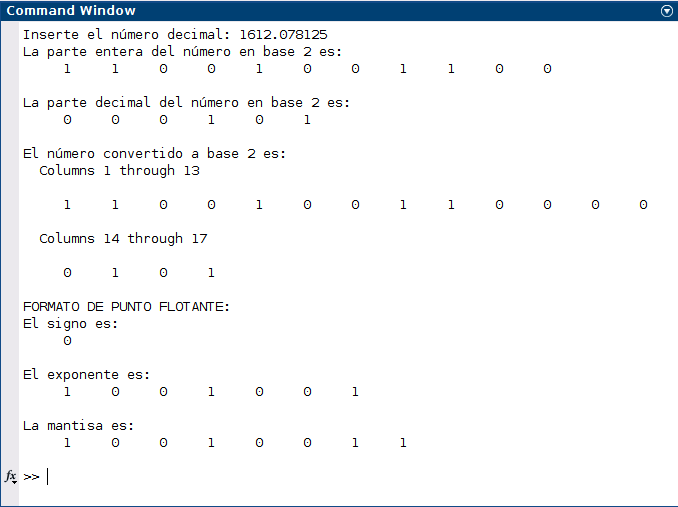 Command Window
Inserte el número decimal: 1612.078125
La parte entera del número en base 2 es:
1 1 0 0 1 0 0 1 1 0 0
La parte decimal del número en base 2 es:
0 0 0 1 0 1
El número convertido a base 2 es:
Columns 1 through 13
1 1 0 0 1 0 0 1 1 0 0 0 0
Columns 14 through 17
0 1 0 1
FORMATO DE PUNTO FLOTANTE:
El signo es:
0
El exponente es:
1 0 0 1 0 0 1
La mantisa es:
1 0 0 1 0 0 1 1
fx >>